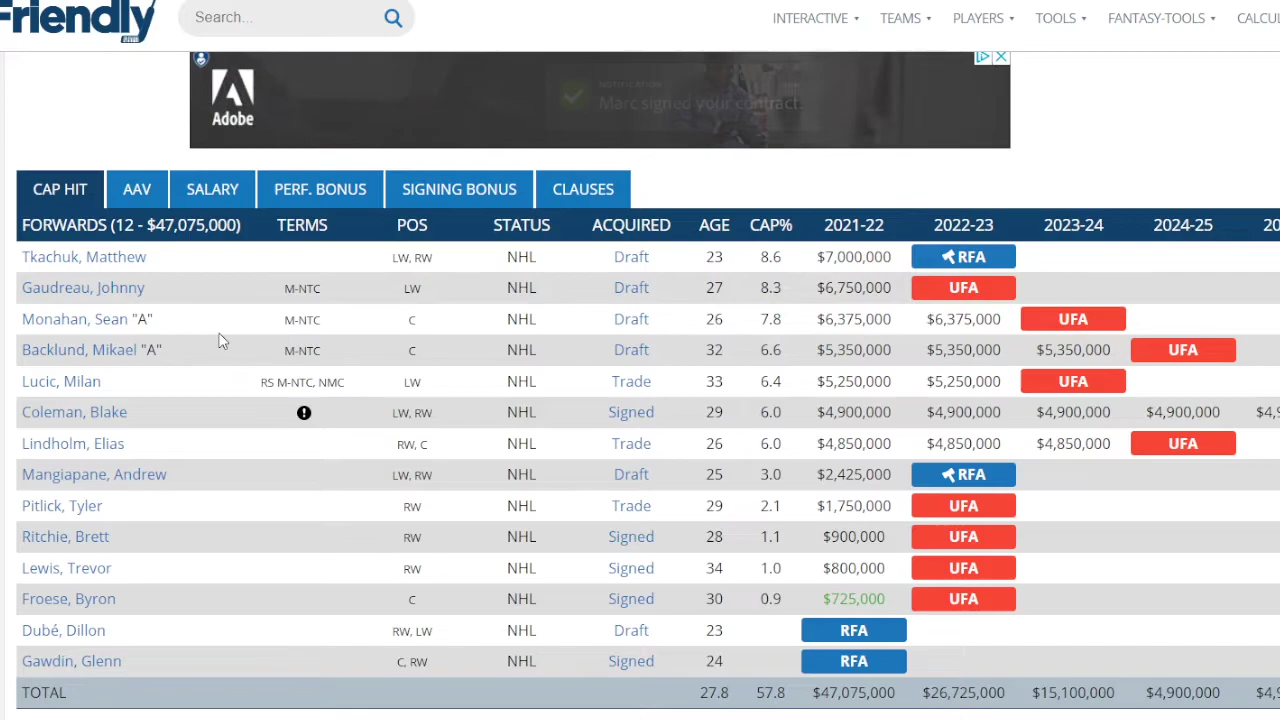 Friendly
Search...
INTERACTIVE TEAMS PLAYERS TOOLS FANTASY-TOOLS
Adobe
NOTIFICATION
Marc signed your contract.
CAP HIT AAV SALARY PERF. BONUS SIGNING BONUS CLAUSES
FORWARDS (12 - $47,075,000) TERMS POS STATUS ACQUIRED AGE CAP% 2021-22 2022-23 2023-24 2024-25 20
Tkachuk, Matthew LW, RW NHL Draft 23 8.6 $7,000,000 RFA
Gaudreau, Johnny M-NTC LW NHL Draft 27 8.3 $6,750,000 UFA
Monahan, Sean "A" M-NTC C NHL Draft 26 7.8 $6,375,000 $6,375,000 UFA
Backlund, Mikael "A" M-NTC C NHL Draft 32 6.6 $5,350,000 $5,350,000 $5,350,000 UFA
Lucic, Milan RS M-NTC, NMC LW NHL Trade 33 6.4 $5,250,000 $5,250,000 UFA
Coleman, Blake LW, RW NHL Signed 29 6.0 $4,900,000 $4,900,000 $4,900,000 $4,900,000 $4,9
Lindholm, Elias RW, C NHL Trade 26 6.0 $4,850,000 $4,850,000 $4,850,000 UFA
Mangiapane, Andrew LW, RW NHL Draft 25 3.0 $2,425,000 RFA
Pitlick, Tyler RW NHL Trade 29 2.1 $1,750,000 UFA
Ritchie, Brett RW NHL Signed 28 1.1 $900,000 UFA
Lewis, Trevor RW NHL Signed 34 1.0 $800,000 UFA
Froese, Byron C NHL Signed 30 0.9 $725,000 UFA
Dubé, Dillon RW, LW NHL Draft 23 RFA
Gawdin, Glenn C, RW NHL Signed 24 RFA
TOTAL 27.8 57.8 $47,075,000 $26,725,000 $15,100,000 $4,900,000 $4,9